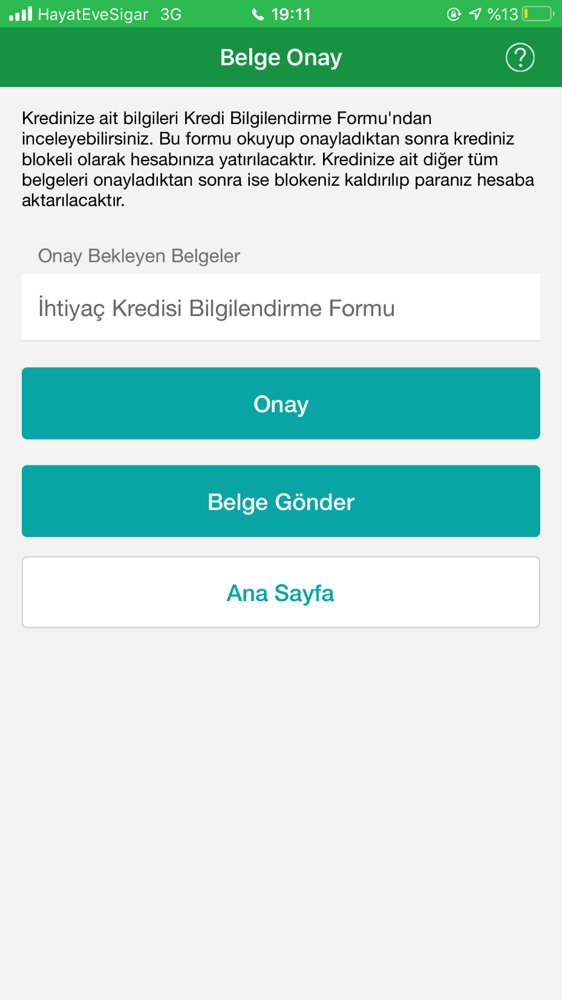 HayatEveSigar 3G 19:11 %13
Belge Onay
?
Kredinize ait bilgileri Kredi Bilgilendirme Formu'ndan
inceleyebilirsiniz. Bu formu okuyup onayladıktan sonra krediniz
blokeli olarak hesabınıza yatırılacaktır. Kredinize ait diğer tüm
belgeleri onayladıktan sonra ise blokeniz kaldırılıp paranız hesaba
aktarılacaktır.
Onay Bekleyen Belgeler
İhtiyaç Kredisi Bilgilendirme Formu
Onay
Belge Gönder
Ana Sayfa